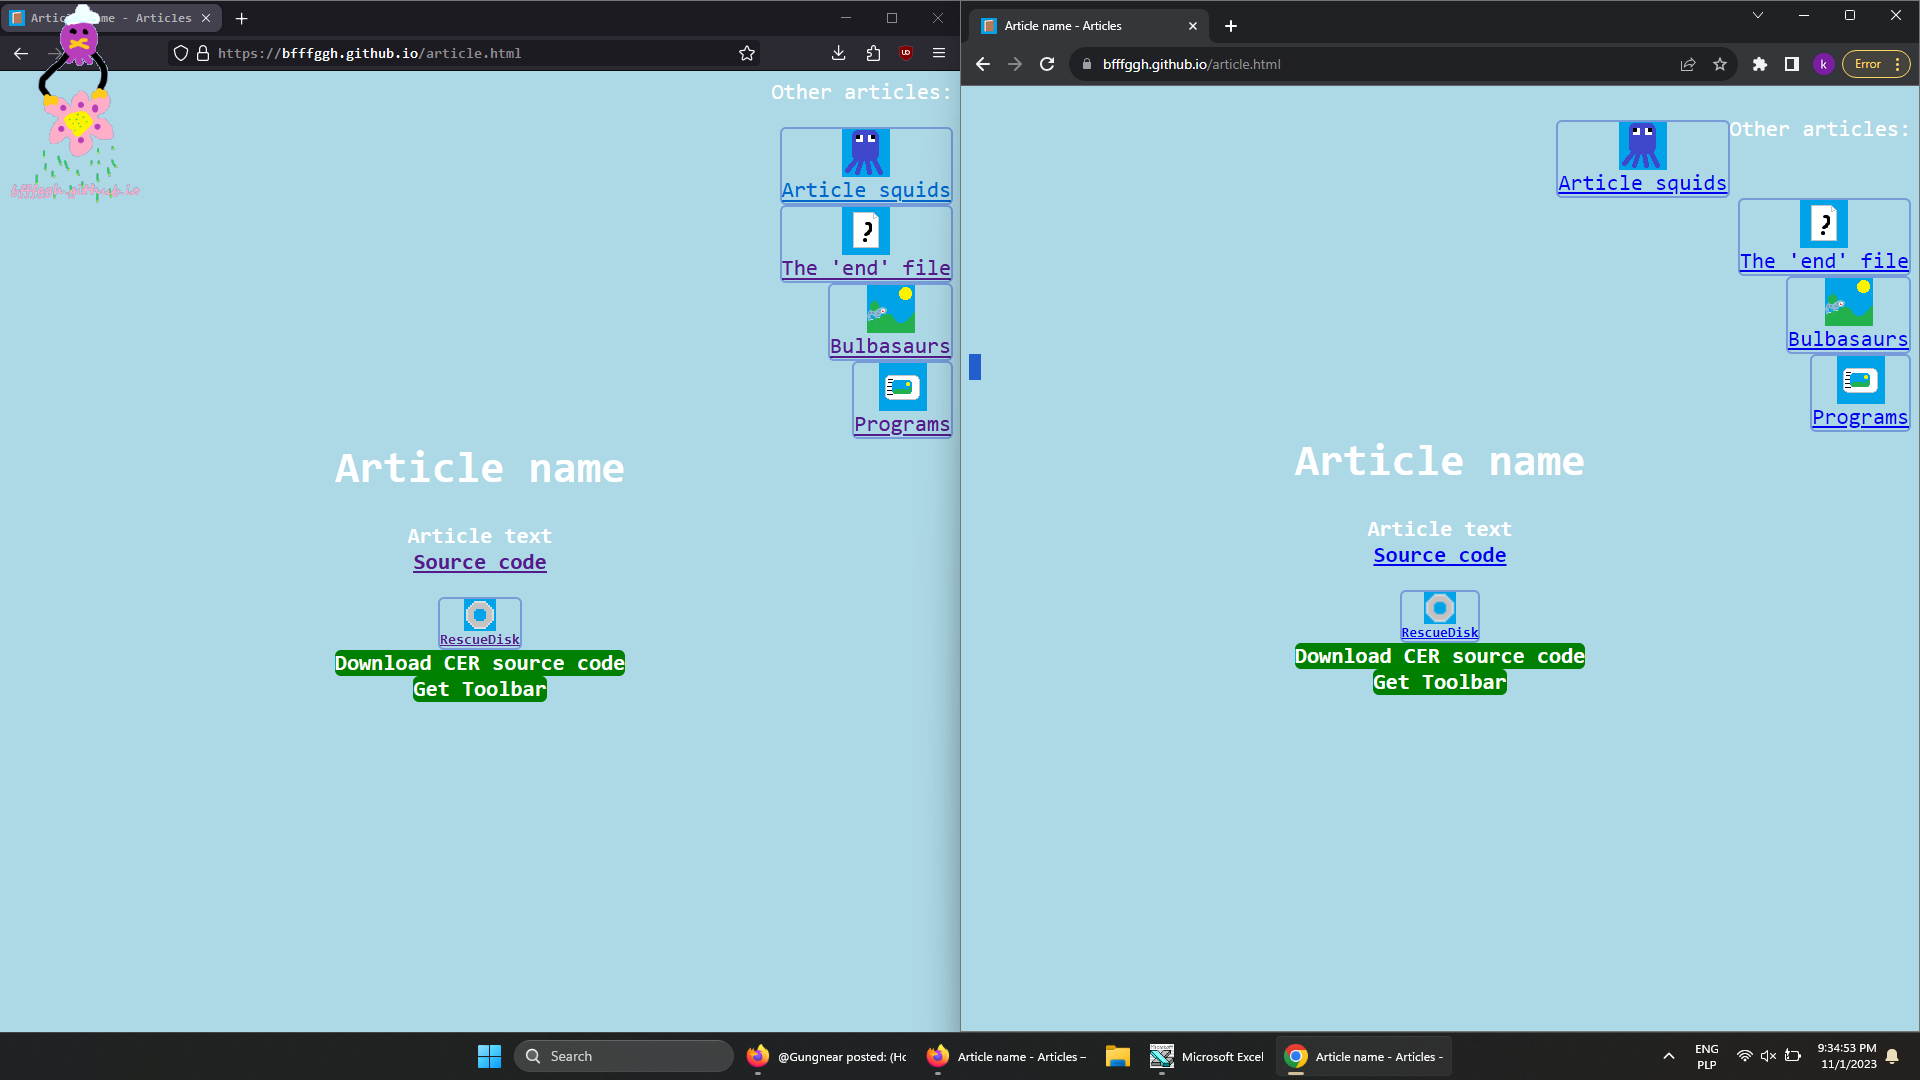 Article name - Articles
https://bfffggh.github.io/article.html
UO
bfffggh.github.io
Other articles:
Article squids
?
The 'end' file
Bulbasaurs
Programs
Article name
Article text
Source code
RescueDisk
Download CER source code
Get Toolbar
Article name - Articles
bfffggh.github.io/article.html
k
Error
Other articles:
Article squids
?
The 'end' file
Bulbasaurs
Programs
Article name
Article text
Source code
RescueDisk
Download CER source code
Get Toolbar
Search
@Gungnear posted: (Ho
Article name - Articles –
Microsoft Excel
Article name - Articles -
ENG
PLP
9:34:53 PM
11/1/2023